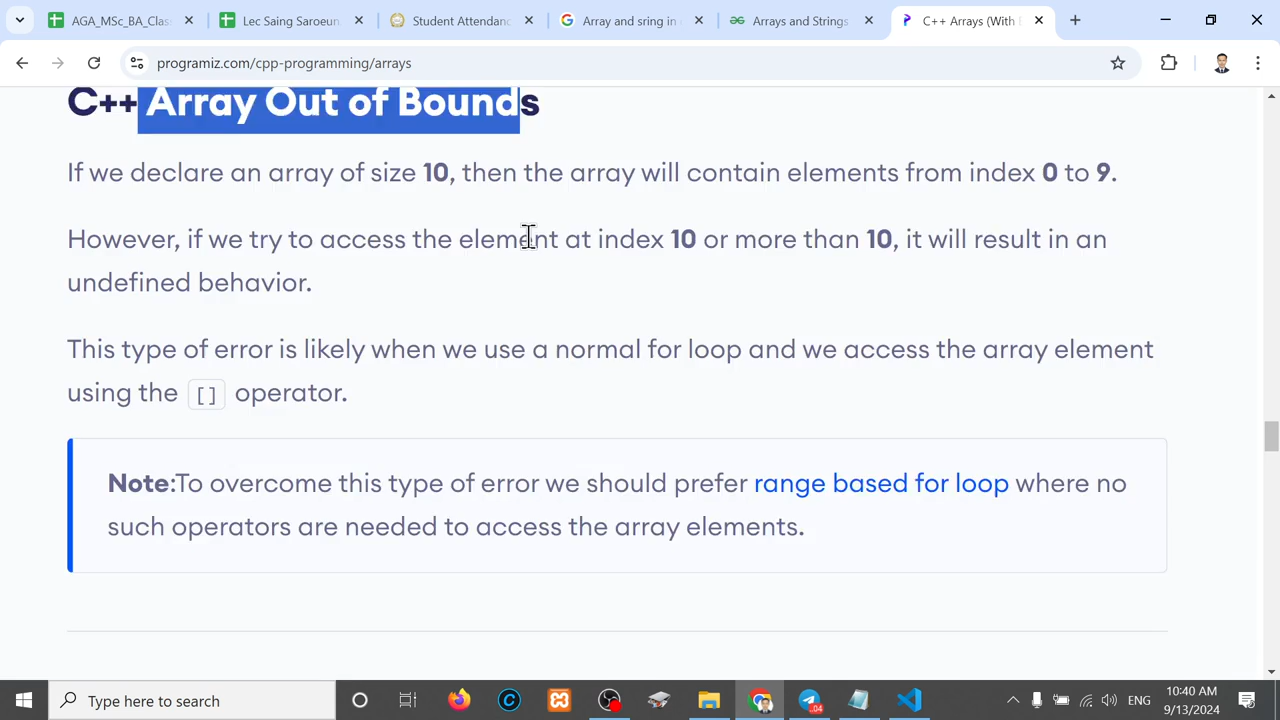 AGA_MSc_BA_Clas
Lec Saing Saroeun
Student Attendanc
Array and sring in
Arrays and Strings
C++ Arrays (With
programiz.com/cpp-programming/arrays
C++ Array Out of Bounds
If we declare an array of size 10, then the array will contain elements from index 0 to 9.
However, if we try to access the element at index 10 or more than 10, it will result in an
undefined behavior.
This type of error is likely when we use a normal for loop and we access the array element
using the [] operator.
Note:To overcome this type of error we should prefer range based for loop where no
such operators are needed to access the array elements.
Type here to search
ENG
10:40 AM
9/13/2024